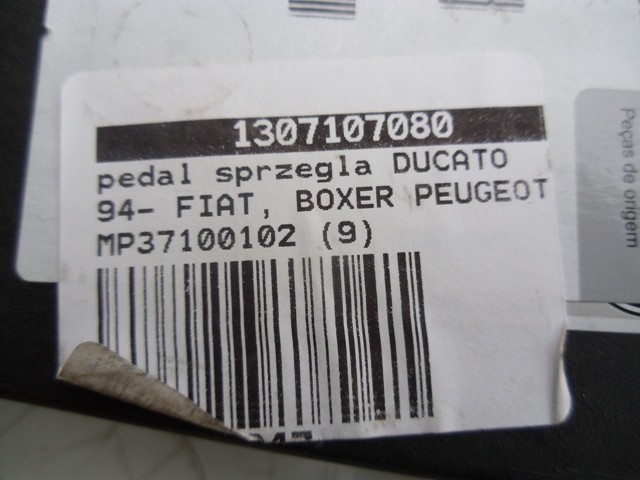 1307107080
pedal sprzegla DUCATO
94- FIAT, BOXER PEUGEOT
MP37100102 (9)
Peças de origem